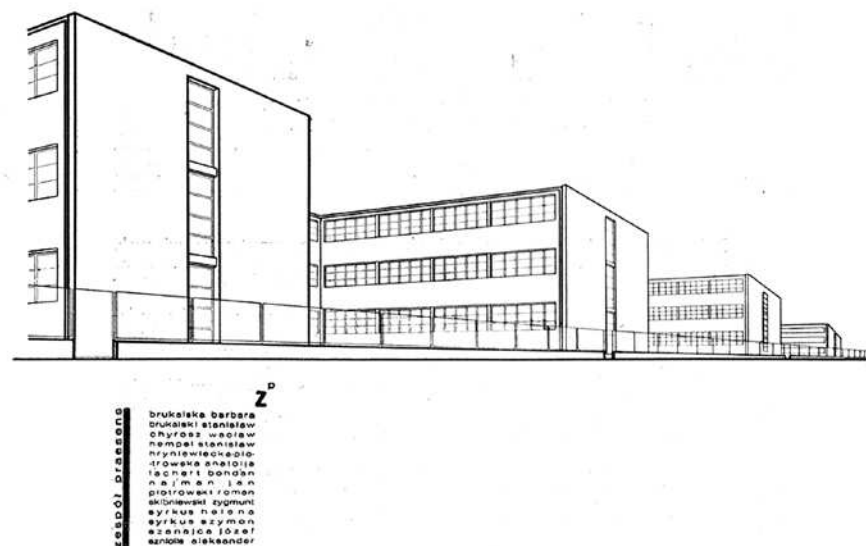 zᵖ
zespół praesens
brukalska barbara
brukalski stanisław
chyrosz wacław
hempel stanisław
hryniewiecka-pio-
-trowska anatolja
lachert bohdan
najman jan
piotrowski roman
skibniewski zygmunt
syrkus helena
syrkus szymon
szanajca józef
szniolis aleksander